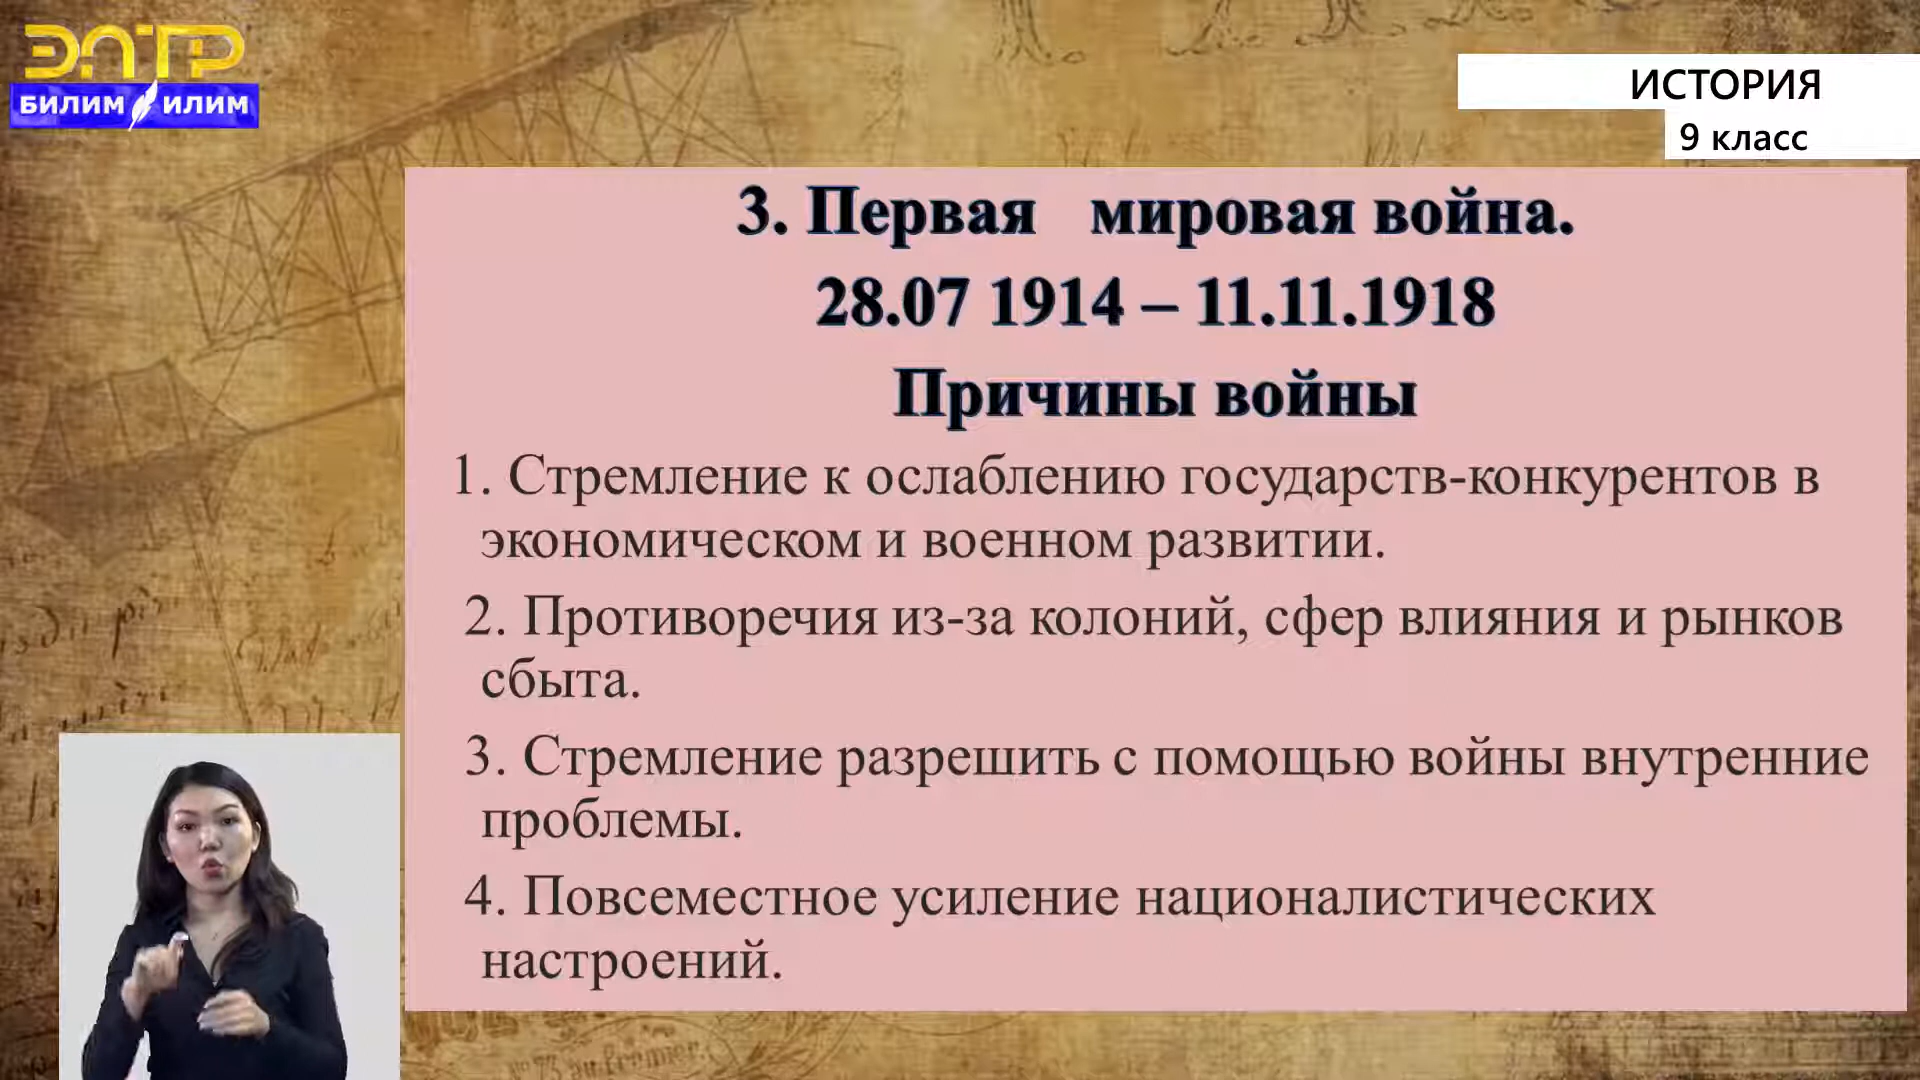 ЭЛТР
БИЛИМ ИЛИМ
ИСТОРИЯ
9 класс
3. Первая мировая война.
28.07 1914 – 11.11.1918
Причины войны
1. Стремление к ослаблению государств-конкурентов в
экономическом и военном развитии.
2. Противоречия из-за колоний, сфер влияния и рынков
сбыта.
3. Стремление разрешить с помощью войны внутренние
проблемы.
4. Повсеместное усиление националистических
настроений.